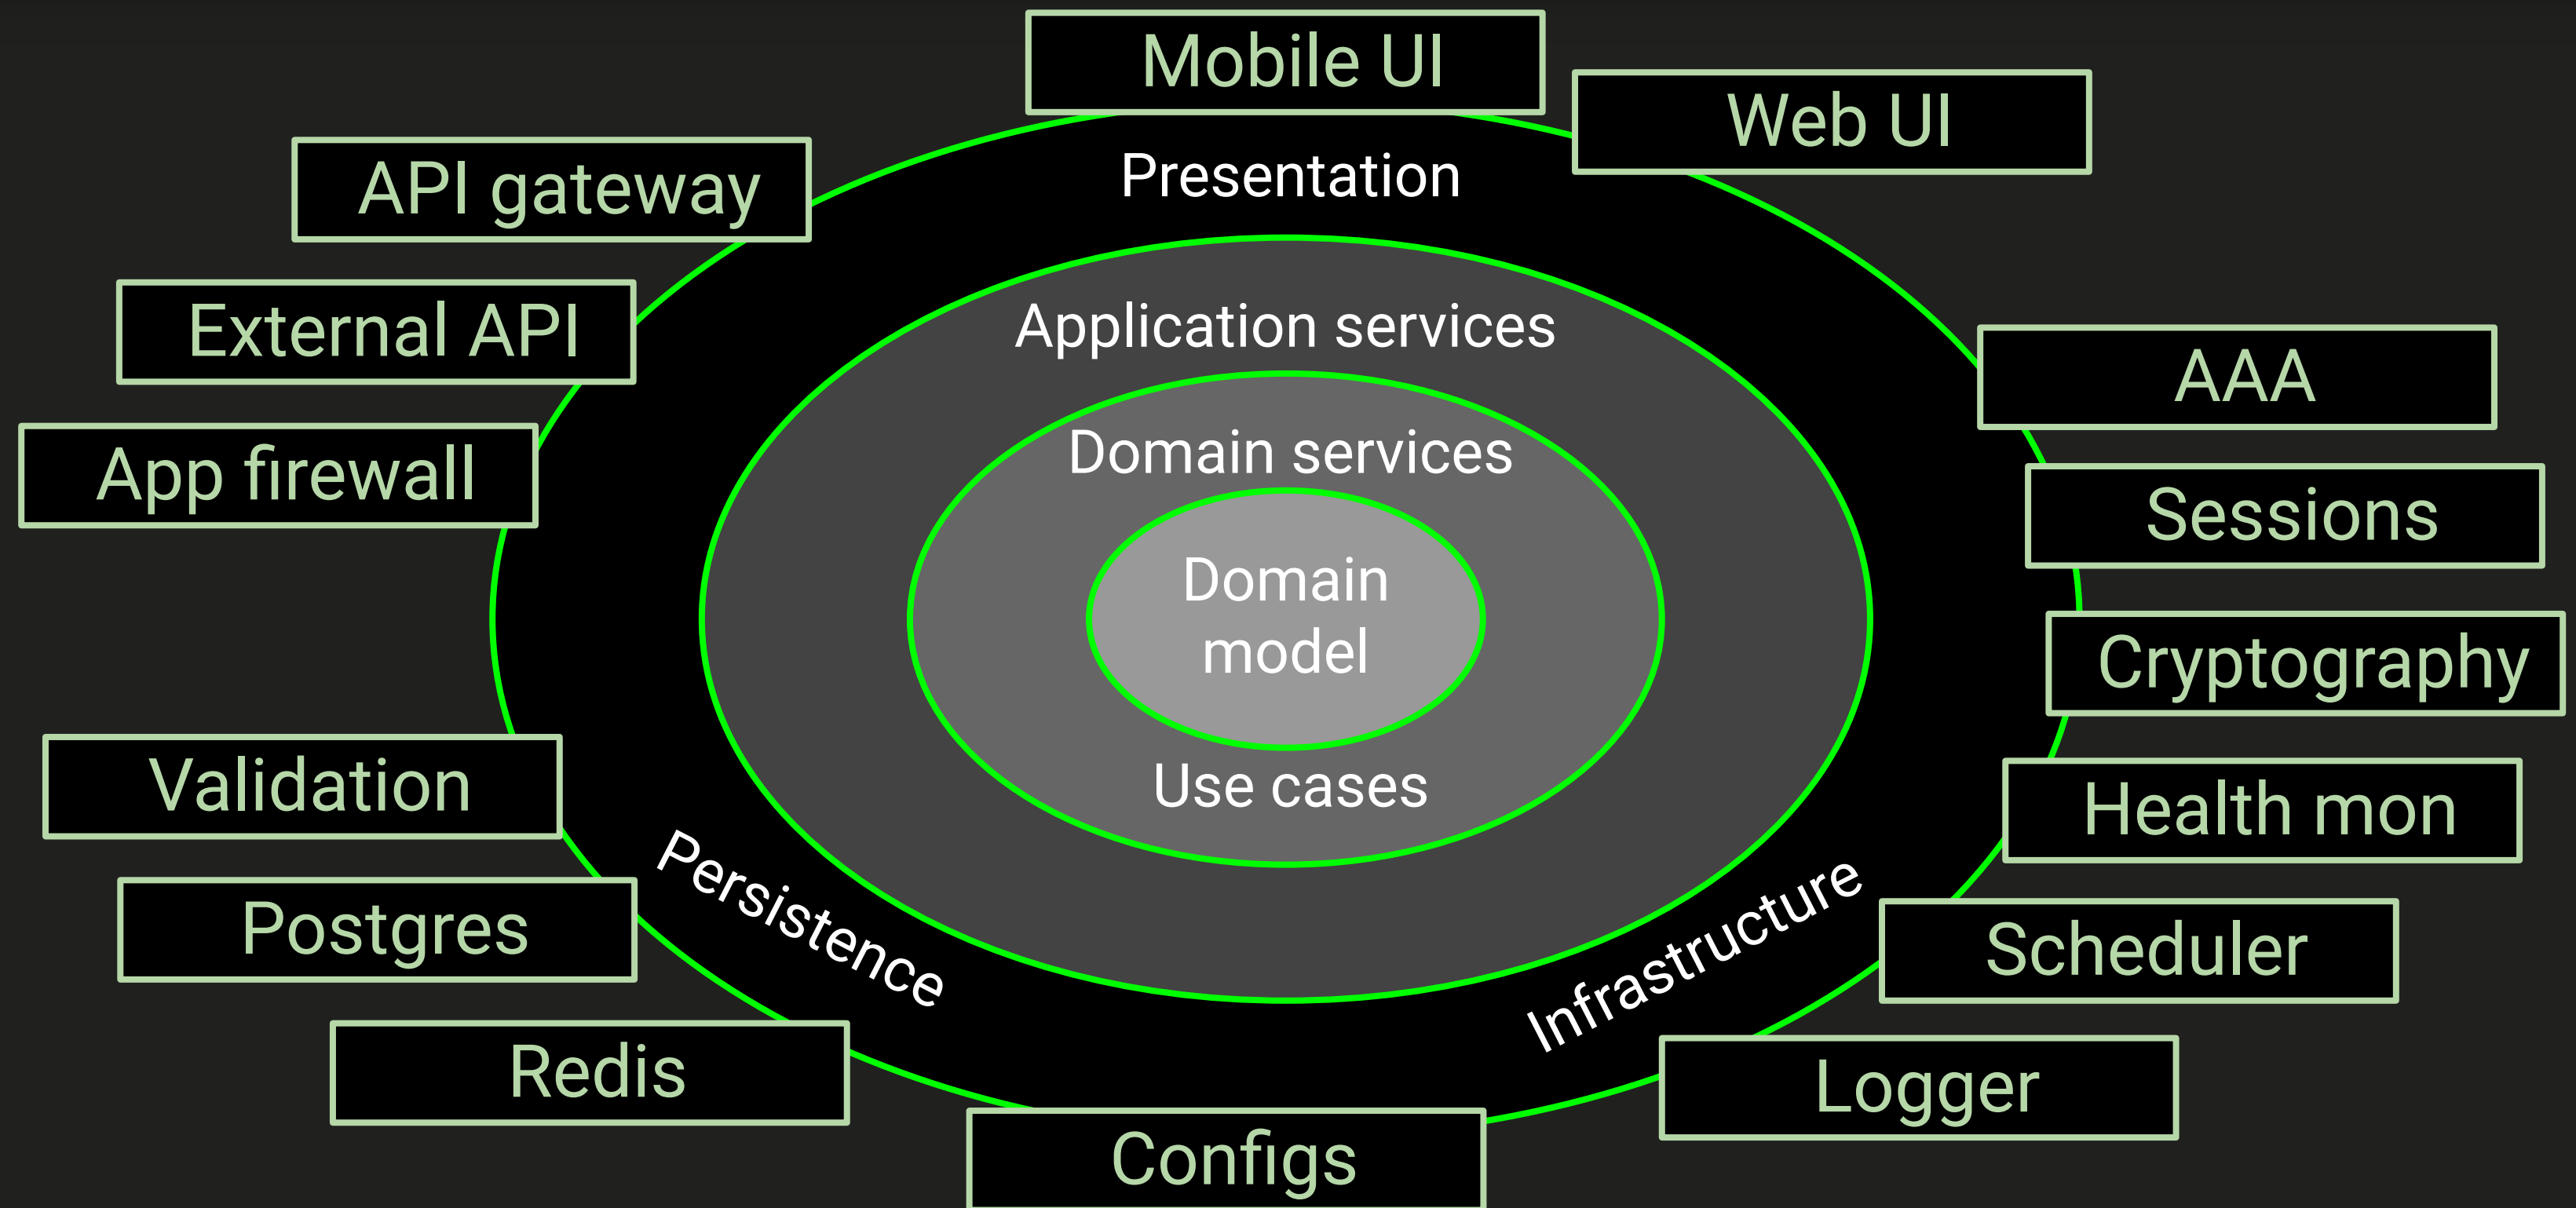 Mobile UI
Web UI
API gateway
Presentation
External API
Application services
AAA
App firewall
Domain services
Sessions
Domain
model
Cryptography
Validation
Use cases
Health mon
Persistence
Infrastructure
Postgres
Scheduler
Redis
Logger
Configs